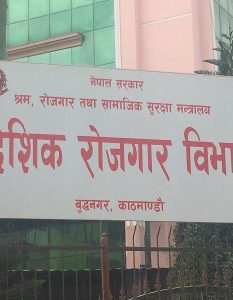 नेपाल सरकार
श्रम, रोजगार तथा सामाजिक सुरक्षा मन्त्रालय
देशिक रोजगार विभा
बुद्धनगर, काठमाण्डौ